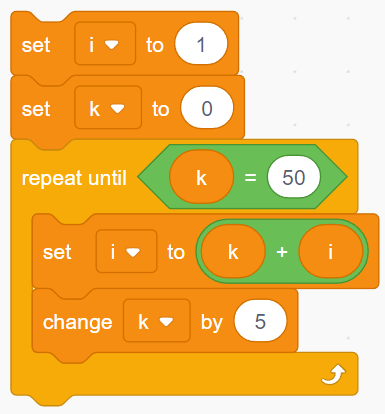 set i to 1
set k to 0
repeat until k = 50
set i to k + i
change k by 5